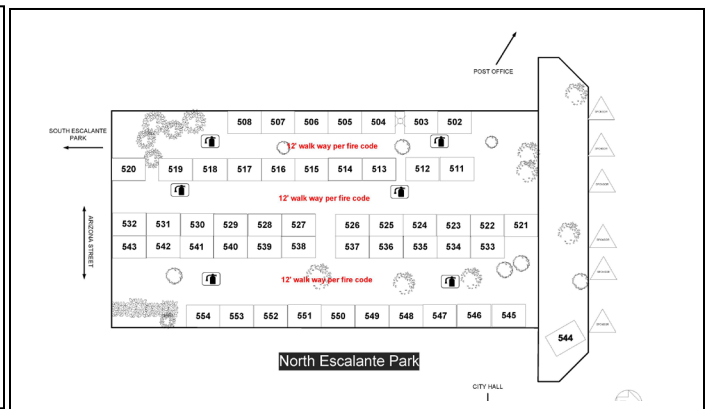 POST OFFICE
508 507 506 505 504 503 502
SOUTH ESCALANTE
PARK
12' walk way per fire code
520 519 518 517 516 515 514 513 512 511
12' walk way per fire code
ARIZONA STREET
532 531 530 529 528 527 526 525 524 523 522 521
543 542 541 540 539 538 537 536 535 534 533
12' walk way per fire code
554 553 552 551 550 549 548 547 546 545
544
North Escalante Park
CITY HALL